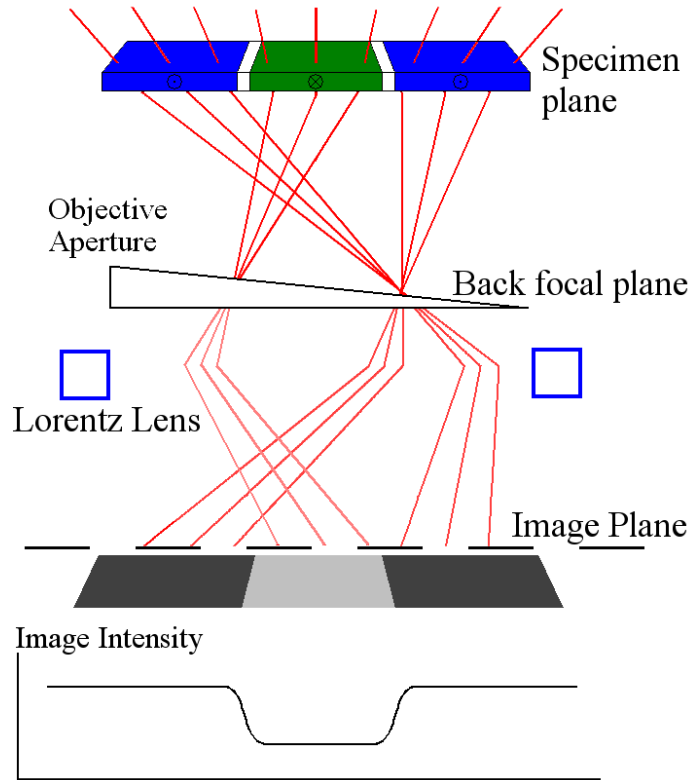 Specimen
plane
Objective
Aperture
Back focal plane
Lorentz Lens
Image Plane
Image Intensity